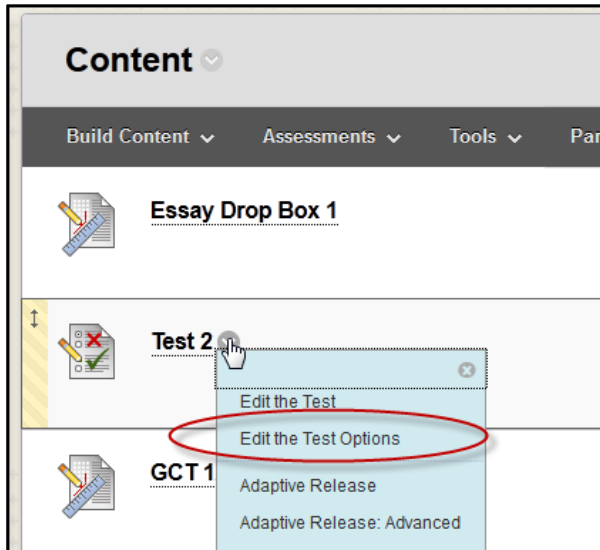 Content
Build Content Assessments Tools Par
Essay Drop Box 1
Test 2
Edit the Test
Edit the Test Options
GCT 1
Adaptive Release
Adaptive Release: Advanced